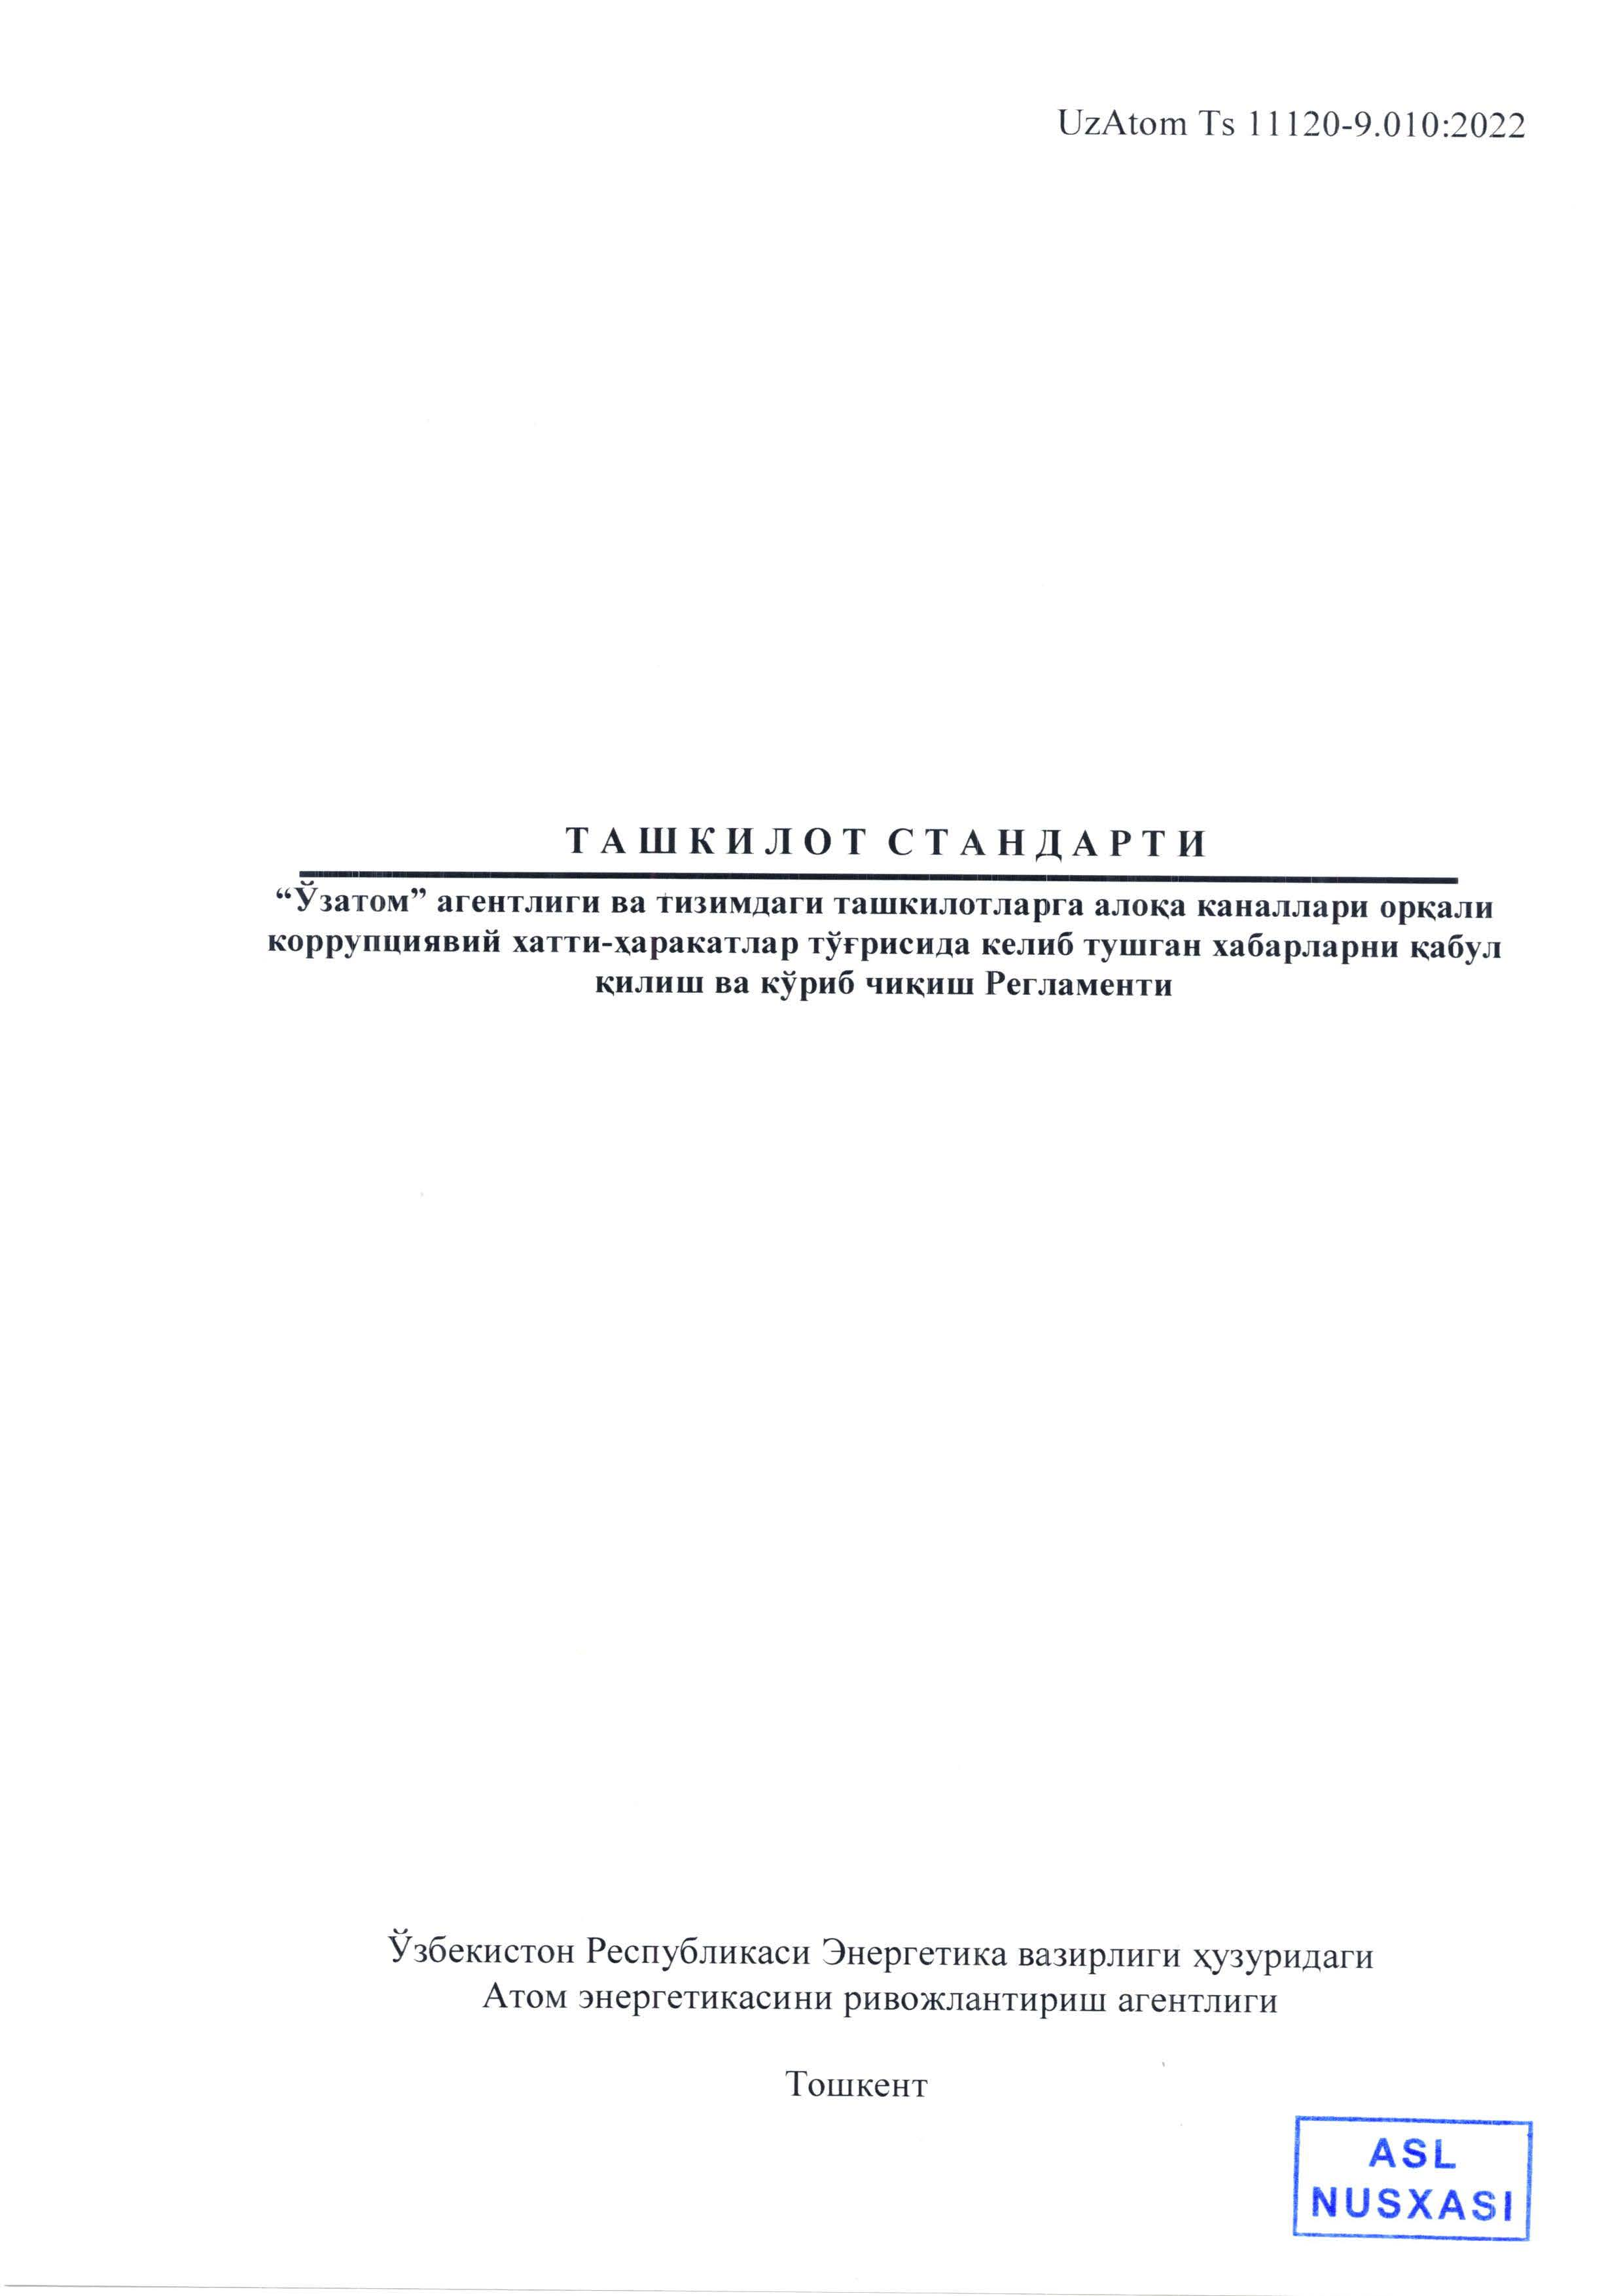 UzAtom Ts 11120-9.010:2022
Т А Ш К И Л О Т С Т А Н Д А Р Т И
“Ўзатом” агентлиги ва тизимдаги ташкилотларга алоқа каналлари орқали
коррупциявий хатти-ҳаракатлар тўғрисида келиб тушган хабарларни қабул
қилиш ва кўриб чиқиш Регламенти
Ўзбекистон Республикаси Энергетика вазирлиги ҳузуридаги
Атом энергетикасини ривожлантириш агентлиги
Тошкент
ASL
NUSXASI